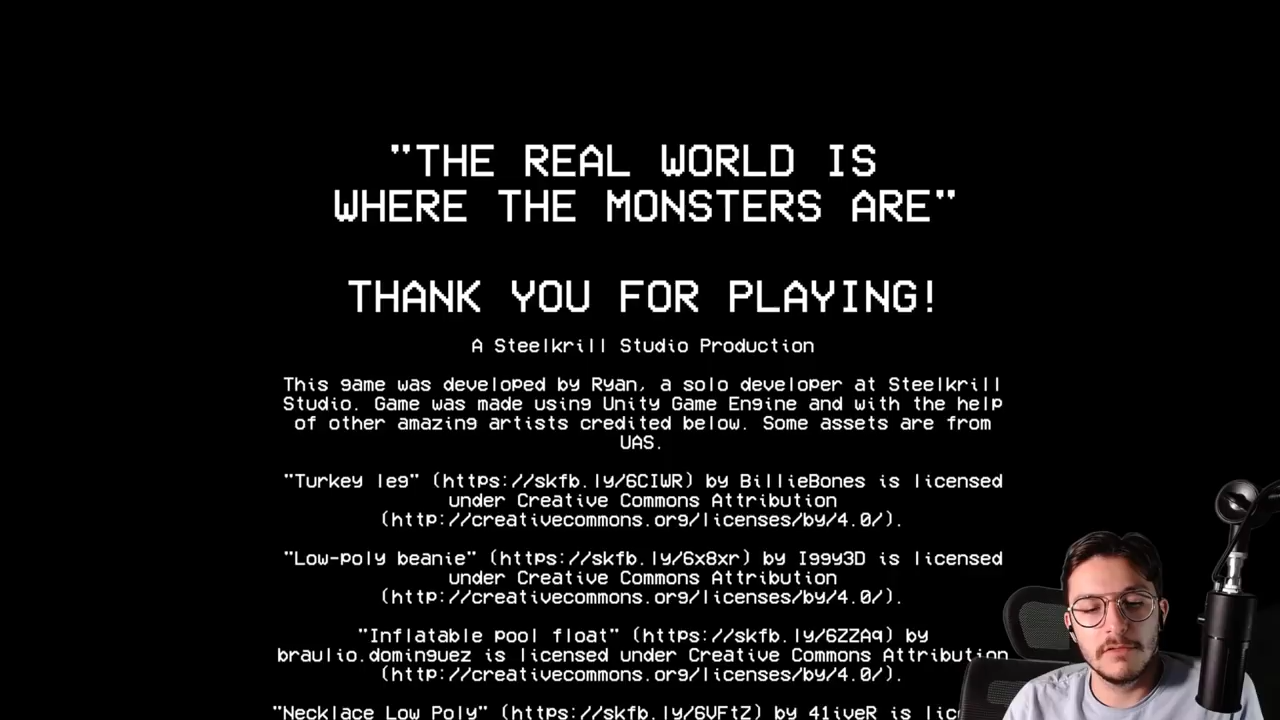 "THE REAL WORLD IS
WHERE THE MONSTERS ARE"
THANK YOU FOR PLAYING!
A Steelkrill Studio Production
This game was developed by Ryan, a solo developer at Steelkrill
Studio. Game was made using Unity Game Engine and with the help
of other amazing artists credited below. Some assets are from
UAS.
"Turkey leg" (https://skfb.ly/6CIWR) by BillieBones is licensed
under Creative Commons Attribution
(http://creativecommons.org/licenses/by/4.0/).
"Low-poly beanie" (https://skfb.ly/6x8xr) by Iggy3D is licensed
under Creative Commons Attribution
(http://creativecommons.org/licenses/by/4.0/).
"Inflatable pool float" (https://skfb.ly/6ZZAq) by
braulio.dominguez is licensed under Creative Commons Attribution
(http://creativecommons.org/licenses/by/4.0/).
"Necklace Low Poly" (https://skfb.ly/6VFtZ) by 41iveR is